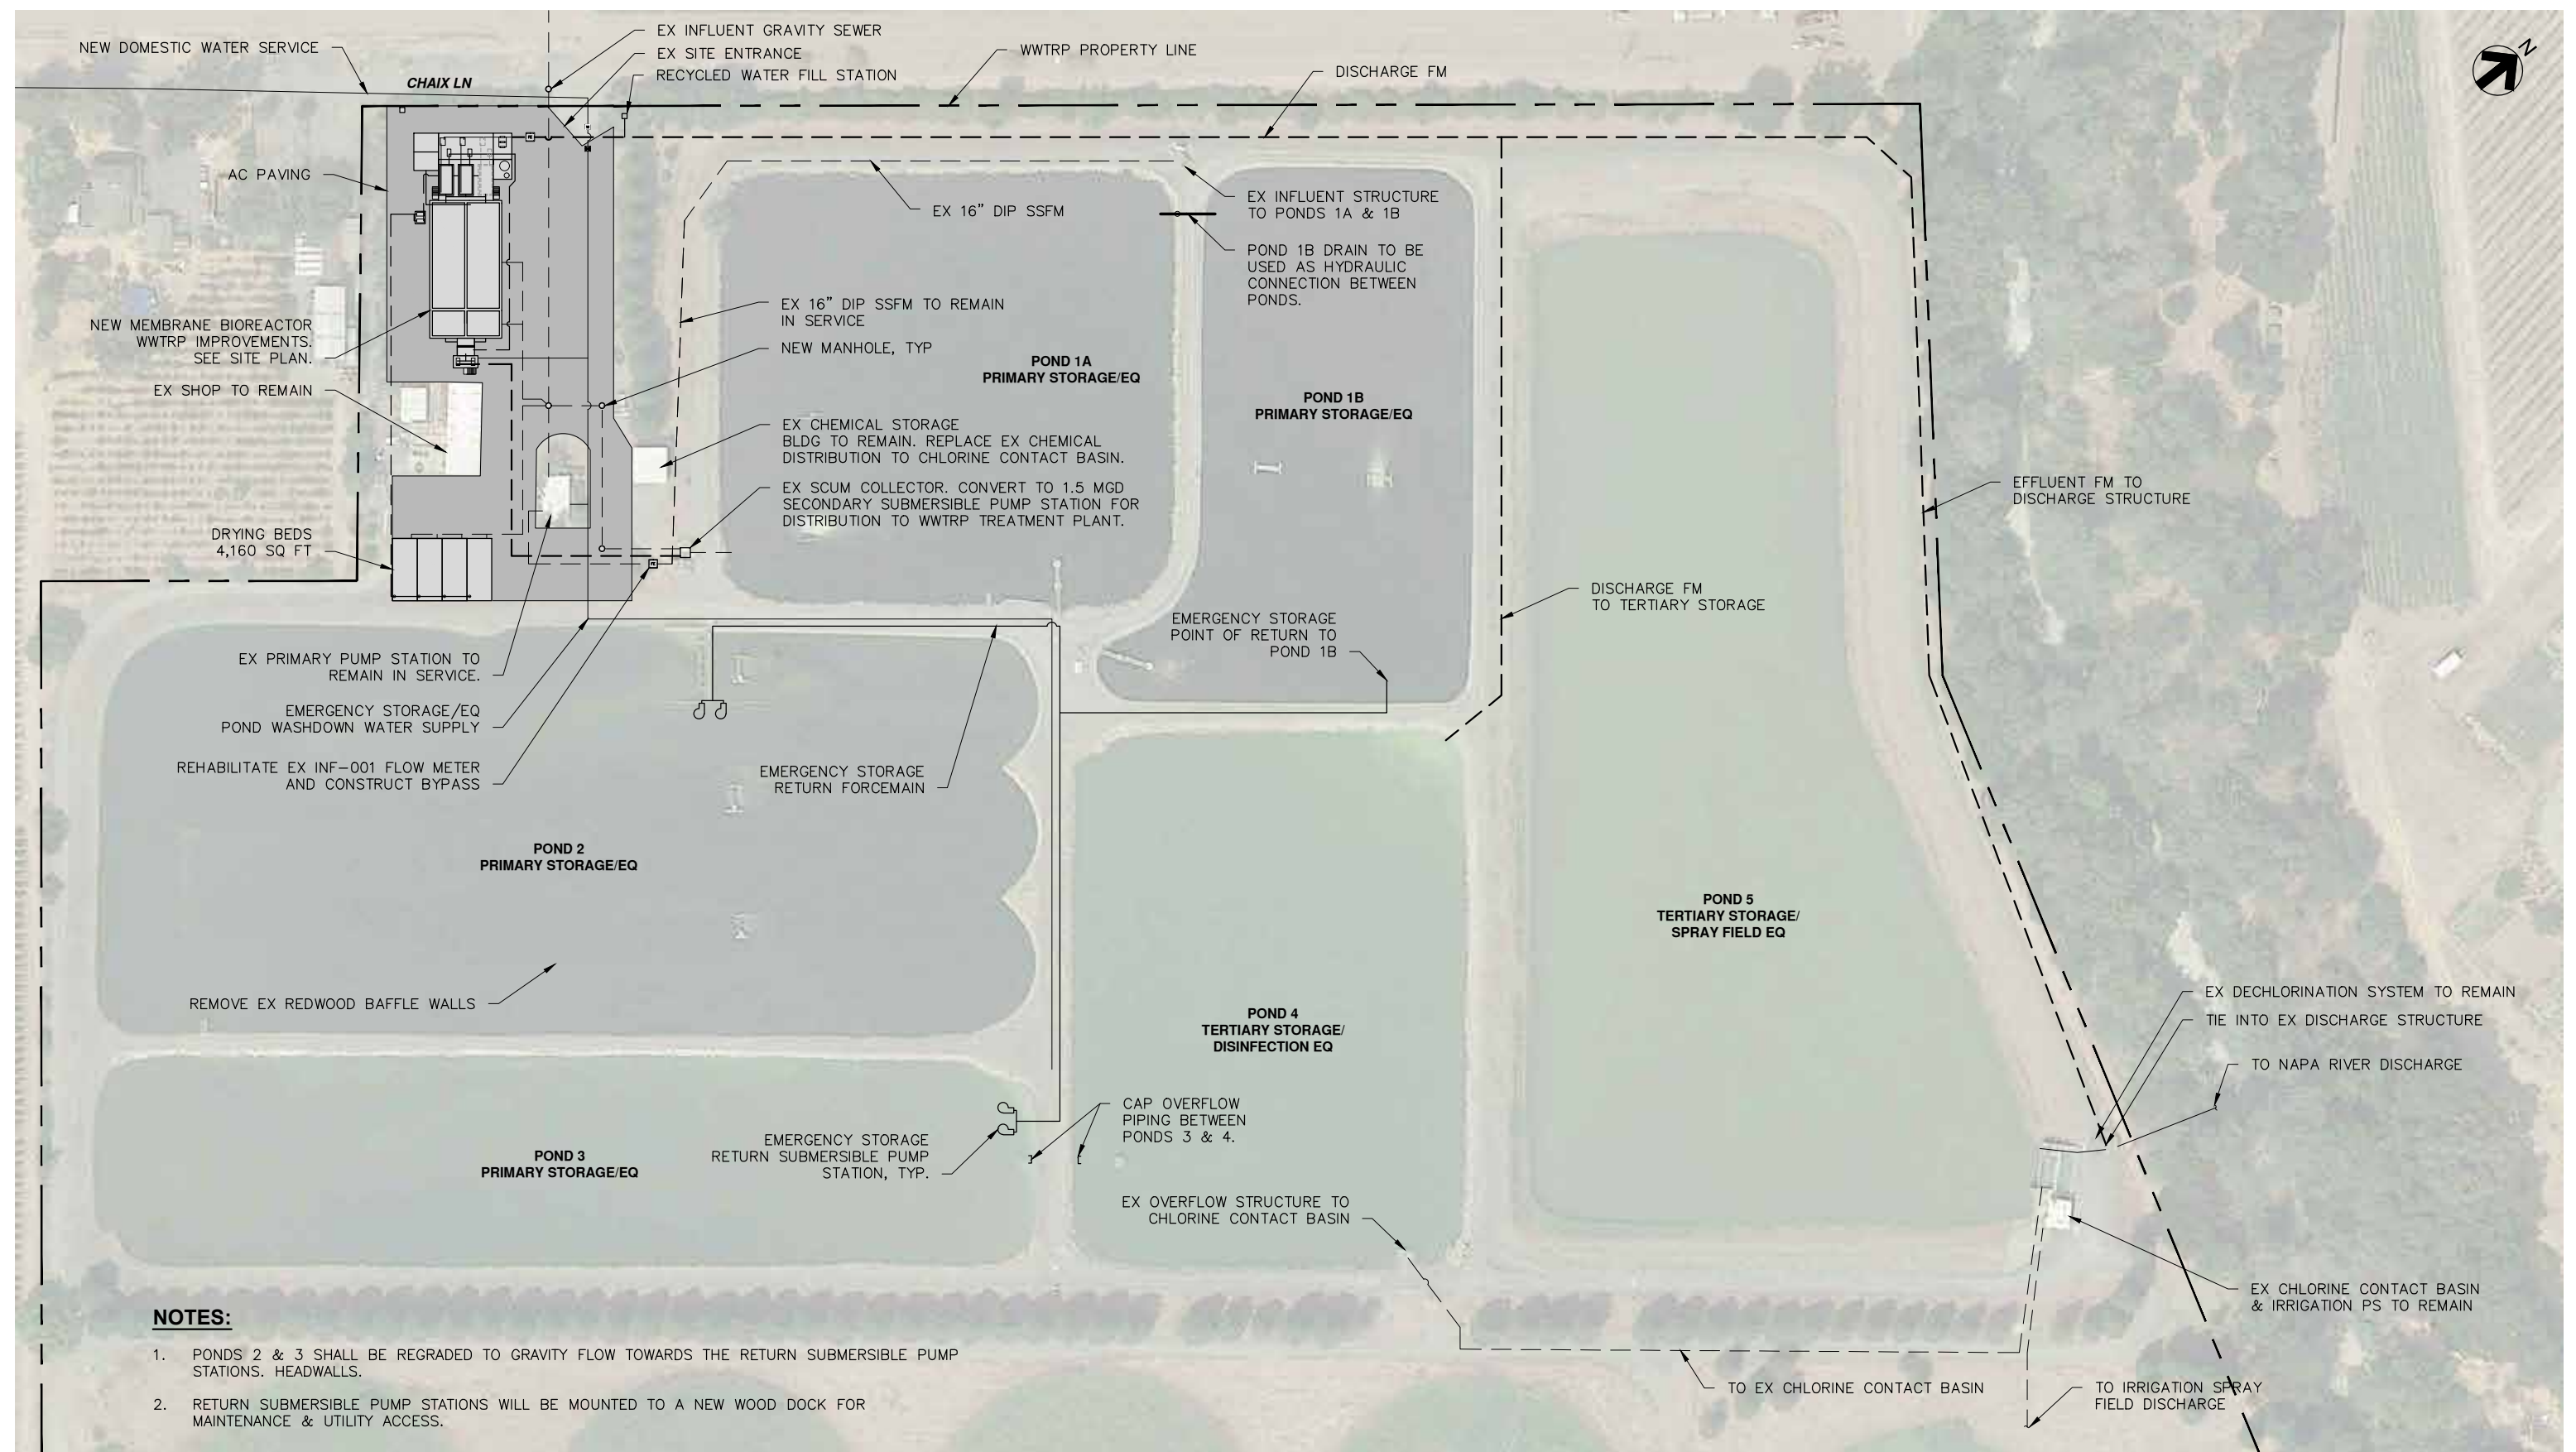 NEW DOMESTIC WATER SERVICE
CHAIX LN
EX INFLUENT GRAVITY SEWER
EX SITE ENTRANCE
RECYCLED WATER FILL STATION
WWTRP PROPERTY LINE
DISCHARGE FM
N
AC PAVING
EX 16" DIP SSFM
EX INFLUENT STRUCTURE
TO PONDS 1A & 1B
POND 1B DRAIN TO BE
USED AS HYDRAULIC
CONNECTION BETWEEN
PONDS.
NEW MEMBRANE BIOREACTOR
WWTRP IMPROVEMENTS.
SEE SITE PLAN.
EX 16" DIP SSFM TO REMAIN
IN SERVICE
NEW MANHOLE, TYP
POND 1A
PRIMARY STORAGE/EQ
POND 1B
PRIMARY STORAGE/EQ
EX SHOP TO REMAIN
EX CHEMICAL STORAGE
BLDG TO REMAIN. REPLACE EX CHEMICAL
DISTRIBUTION TO CHLORINE CONTACT BASIN.
EX SCUM COLLECTOR. CONVERT TO 1.5 MGD
SECONDARY SUBMERSIBLE PUMP STATION FOR
DISTRIBUTION TO WWTRP TREATMENT PLANT.
EFFLUENT FM TO
DISCHARGE STRUCTURE
DRYING BEDS
4,160 SQ FT
DISCHARGE FM
TO TERTIARY STORAGE
EMERGENCY STORAGE
POINT OF RETURN TO
POND 1B
EX PRIMARY PUMP STATION TO
REMAIN IN SERVICE.
EMERGENCY STORAGE/EQ
POND WASHDOWN WATER SUPPLY
REHABILITATE EX INF-001 FLOW METER
AND CONSTRUCT BYPASS
EMERGENCY STORAGE
RETURN FORCEMAIN
POND 2
PRIMARY STORAGE/EQ
POND 5
TERTIARY STORAGE/
SPRAY FIELD EQ
REMOVE EX REDWOOD BAFFLE WALLS
POND 4
TERTIARY STORAGE/
DISINFECTION EQ
EX DECHLORINATION SYSTEM TO REMAIN
TIE INTO EX DISCHARGE STRUCTURE
TO NAPA RIVER DISCHARGE
CAP OVERFLOW
PIPING BETWEEN
PONDS 3 & 4.
EMERGENCY STORAGE
RETURN SUBMERSIBLE PUMP
STATION, TYP.
POND 3
PRIMARY STORAGE/EQ
EX OVERFLOW STRUCTURE TO
CHLORINE CONTACT BASIN
EX CHLORINE CONTACT BASIN
& IRRIGATION PS TO REMAIN
TO EX CHLORINE CONTACT BASIN
TO IRRIGATION SPRAY
FIELD DISCHARGE
NOTES:
1. PONDS 2 & 3 SHALL BE REGRADED TO GRAVITY FLOW TOWARDS THE RETURN SUBMERSIBLE PUMP
STATIONS. HEADWALLS.
2. RETURN SUBMERSIBLE PUMP STATIONS WILL BE MOUNTED TO A NEW WOOD DOCK FOR
MAINTENANCE & UTILITY ACCESS.